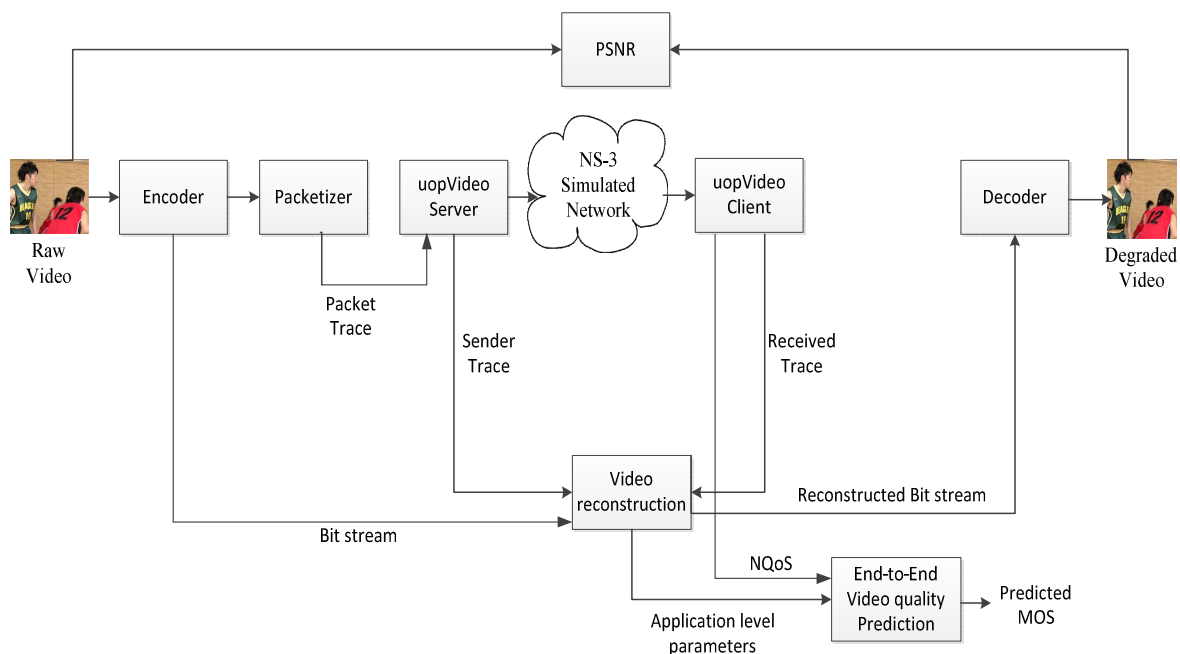 PSNR
NS-3
Simulated
Network
Encoder
Packetizer
uopVideo
Server
uopVideo
Client
Decoder
12
12
Raw
Video
Degraded
Video
Packet
Trace
Sender
Trace
Received
Trace
Video
reconstruction
Reconstructed Bit stream
Bit stream
NQoS
End-to-End
Video quality
Prediction
Predicted
MOS
Application level
parameters